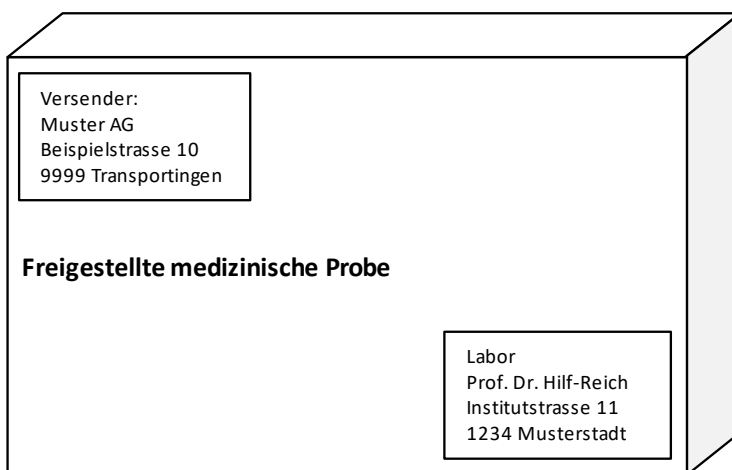 Versender:
Muster AG
Beispielstrasse 10
9999 Transportingen
Freigestellte medizinische Probe
Labor
Prof. Dr. Hilf-Reich
Institutstrasse 11
1234 Musterstadt